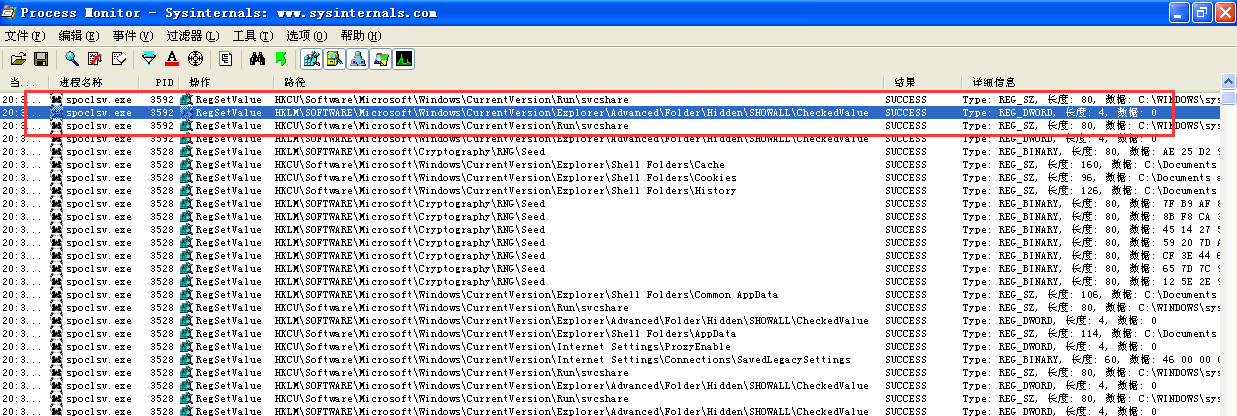 Process Monitor - Sysinternals: www.sysinternals.com
文件(F) 编辑(E) 事件(V) 过滤器(L) 工具(T) 选项(O) 帮助(H)
当... 进程名称 PID 操作 路径 结果 详细信息
20:3... spoclsv.exe 3592 RegSetValue HKCU\Software\Microsoft\Windows\CurrentVersion\Run\svcshare SUCCESS Type: REG_SZ, 长度: 80, 数据: C:\WINDOWS\sys
20:3... spoclsv.exe 3592 RegSetValue HKLM\SOFTWARE\Microsoft\Windows\CurrentVersion\Explorer\Advanced\Folder\Hidden\SHOWALL\CheckedValue SUCCESS Type: REG_DWORD, 长度: 4, 数据: 0
20:3... spoclsv.exe 3592 RegSetValue HKCU\Software\Microsoft\Windows\CurrentVersion\Run\svcshare SUCCESS Type: REG_SZ, 长度: 80, 数据: C:\WINDOWS\sys
20:3... spoclsv.exe 3592 RegSetValue HKLM\SOFTWARE\Microsoft\Windows\CurrentVersion\Explorer\Advanced\Folder\Hidden\SHOWALL\CheckedValue SUCCESS Type: REG_DWORD, 长度: 4, 数据: 0
20:3... spoclsv.exe 3528 RegSetValue HKLM\SOFTWARE\Microsoft\Cryptography\RNG\Seed SUCCESS Type: REG_BINARY, 长度: 80, 数据: AE 25 D2 9
20:3... spoclsv.exe 3528 RegSetValue HKCU\Software\Microsoft\Windows\CurrentVersion\Explorer\Shell Folders\Cache SUCCESS Type: REG_SZ, 长度: 160, 数据: C:\Documents
20:3... spoclsv.exe 3528 RegSetValue HKCU\Software\Microsoft\Windows\CurrentVersion\Explorer\Shell Folders\Cookies SUCCESS Type: REG_SZ, 长度: 96, 数据: C:\Documents a
20:3... spoclsv.exe 3528 RegSetValue HKCU\Software\Microsoft\Windows\CurrentVersion\Explorer\Shell Folders\History SUCCESS Type: REG_SZ, 长度: 126, 数据: C:\Documents
20:3... spoclsv.exe 3528 RegSetValue HKLM\SOFTWARE\Microsoft\Cryptography\RNG\Seed SUCCESS Type: REG_BINARY, 长度: 80, 数据: 7F B9 AF 8
20:3... spoclsv.exe 3528 RegSetValue HKLM\SOFTWARE\Microsoft\Cryptography\RNG\Seed SUCCESS Type: REG_BINARY, 长度: 80, 数据: 8B F8 CA 3
20:3... spoclsv.exe 3528 RegSetValue HKLM\SOFTWARE\Microsoft\Cryptography\RNG\Seed SUCCESS Type: REG_BINARY, 长度: 80, 数据: 45 14 27 5
20:3... spoclsv.exe 3528 RegSetValue HKLM\SOFTWARE\Microsoft\Cryptography\RNG\Seed SUCCESS Type: REG_BINARY, 长度: 80, 数据: 59 20 7D A
20:3... spoclsv.exe 3528 RegSetValue HKLM\SOFTWARE\Microsoft\Cryptography\RNG\Seed SUCCESS Type: REG_BINARY, 长度: 80, 数据: CF 3E 44 6
20:3... spoclsv.exe 3528 RegSetValue HKLM\SOFTWARE\Microsoft\Cryptography\RNG\Seed SUCCESS Type: REG_BINARY, 长度: 80, 数据: 65 7D 7C 9
20:3... spoclsv.exe 3528 RegSetValue HKLM\SOFTWARE\Microsoft\Cryptography\RNG\Seed SUCCESS Type: REG_BINARY, 长度: 80, 数据: 12 5E 2E 9
20:3... spoclsv.exe 3528 RegSetValue HKLM\SOFTWARE\Microsoft\Windows\CurrentVersion\Explorer\Shell Folders\Common AppData SUCCESS Type: REG_SZ, 长度: 106, 数据: C:\Documents
20:3... spoclsv.exe 3528 RegSetValue HKCU\Software\Microsoft\Windows\CurrentVersion\Run\svcshare SUCCESS Type: REG_SZ, 长度: 80, 数据: C:\WINDOWS\sys
20:3... spoclsv.exe 3528 RegSetValue HKLM\SOFTWARE\Microsoft\Windows\CurrentVersion\Explorer\Advanced\Folder\Hidden\SHOWALL\CheckedValue SUCCESS Type: REG_DWORD, 长度: 4, 数据: 0
20:3... spoclsv.exe 3528 RegSetValue HKCU\Software\Microsoft\Windows\CurrentVersion\Explorer\Shell Folders\AppData SUCCESS Type: REG_SZ, 长度: 114, 数据: C:\Documents
20:3... spoclsv.exe 3528 RegSetValue HKCU\Software\Microsoft\Windows\CurrentVersion\Internet Settings\ProxyEnable SUCCESS Type: REG_DWORD, 长度: 4, 数据: 0
20:3... spoclsv.exe 3528 RegSetValue HKCU\Software\Microsoft\Windows\CurrentVersion\Internet Settings\Connections\SavedLegacySettings SUCCESS Type: REG_BINARY, 长度: 60, 数据: 46 00 00 0
20:3... spoclsv.exe 3528 RegSetValue HKCU\Software\Microsoft\Windows\CurrentVersion\Run\svcshare SUCCESS Type: REG_SZ, 长度: 80, 数据: C:\WINDOWS\sys
20:3... spoclsv.exe 3528 RegSetValue HKLM\SOFTWARE\Microsoft\Windows\CurrentVersion\Explorer\Advanced\Folder\Hidden\SHOWALL\CheckedValue SUCCESS Type: REG_DWORD, 长度: 4, 数据: 0
20:3... spoclsv.exe 3528 RegSetValue HKCU\Software\Microsoft\Windows\CurrentVersion\Run\svcshare SUCCESS Type: REG_SZ, 长度: 80, 数据: C:\WINDOWS\sys
20:3... spoclsv.exe 3528 RegSetValue HKLM\SOFTWARE\Microsoft\Windows\CurrentVersion\Explorer\Advanced\Folder\Hidden\SHOWALL\CheckedValue SUCCESS Type: REG_DWORD, 长度: 4, 数据: 0